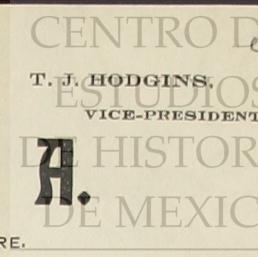 CENTRO D
T. J. HODGINS,
ESTUDIOS
VICE-PRESIDENT
DE HISTOR
H.
DE MEXIC
RE.